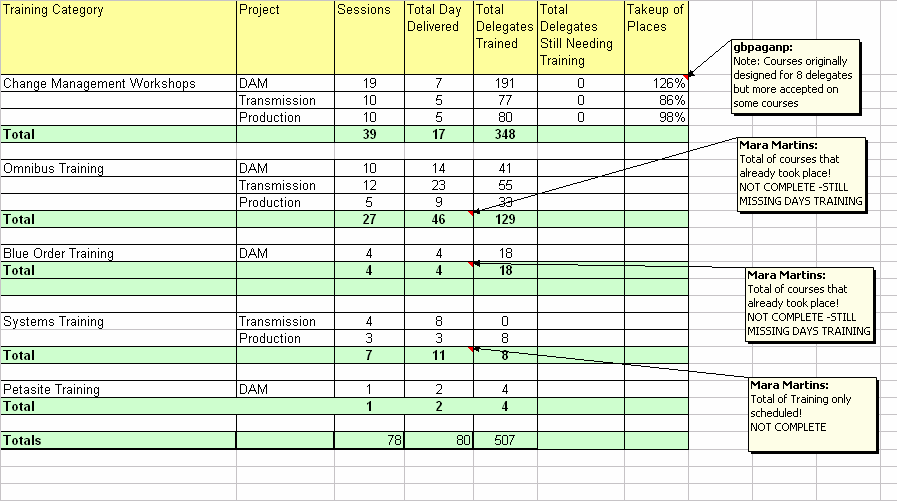 Training Category Project Sessions Total Day Delivered Total Delegates Trained Total Delegates Still Needing Training Takeup of Places
Change Management Workshops DAM 19 7 191 0 126%
Transmission 10 5 77 0 86%
Production 10 5 80 0 98%
Total 39 17 348
Omnibus Training DAM 10 14 41
Transmission 12 23 55
Production 5 9 33
Total 27 46 129
Blue Order Training DAM 4 4 18
Total 4 4 18
Systems Training Transmission 4 8 0
Production 3 3 8
Total 7 11 8
Petasite Training DAM 1 2 4
Total 1 2 4
Totals 78 80 507
gbpaganp:
Note: Courses originally
designed for 8 delegates
but more accepted on
some courses
Mara Martins:
Total of courses that
already took place!
NOT COMPLETE -STILL
MISSING DAYS TRAINING
Mara Martins:
Total of courses that
already took place!
NOT COMPLETE -STILL
MISSING DAYS TRAINING
Mara Martins:
Total of Training only
scheduled!
NOT COMPLETE